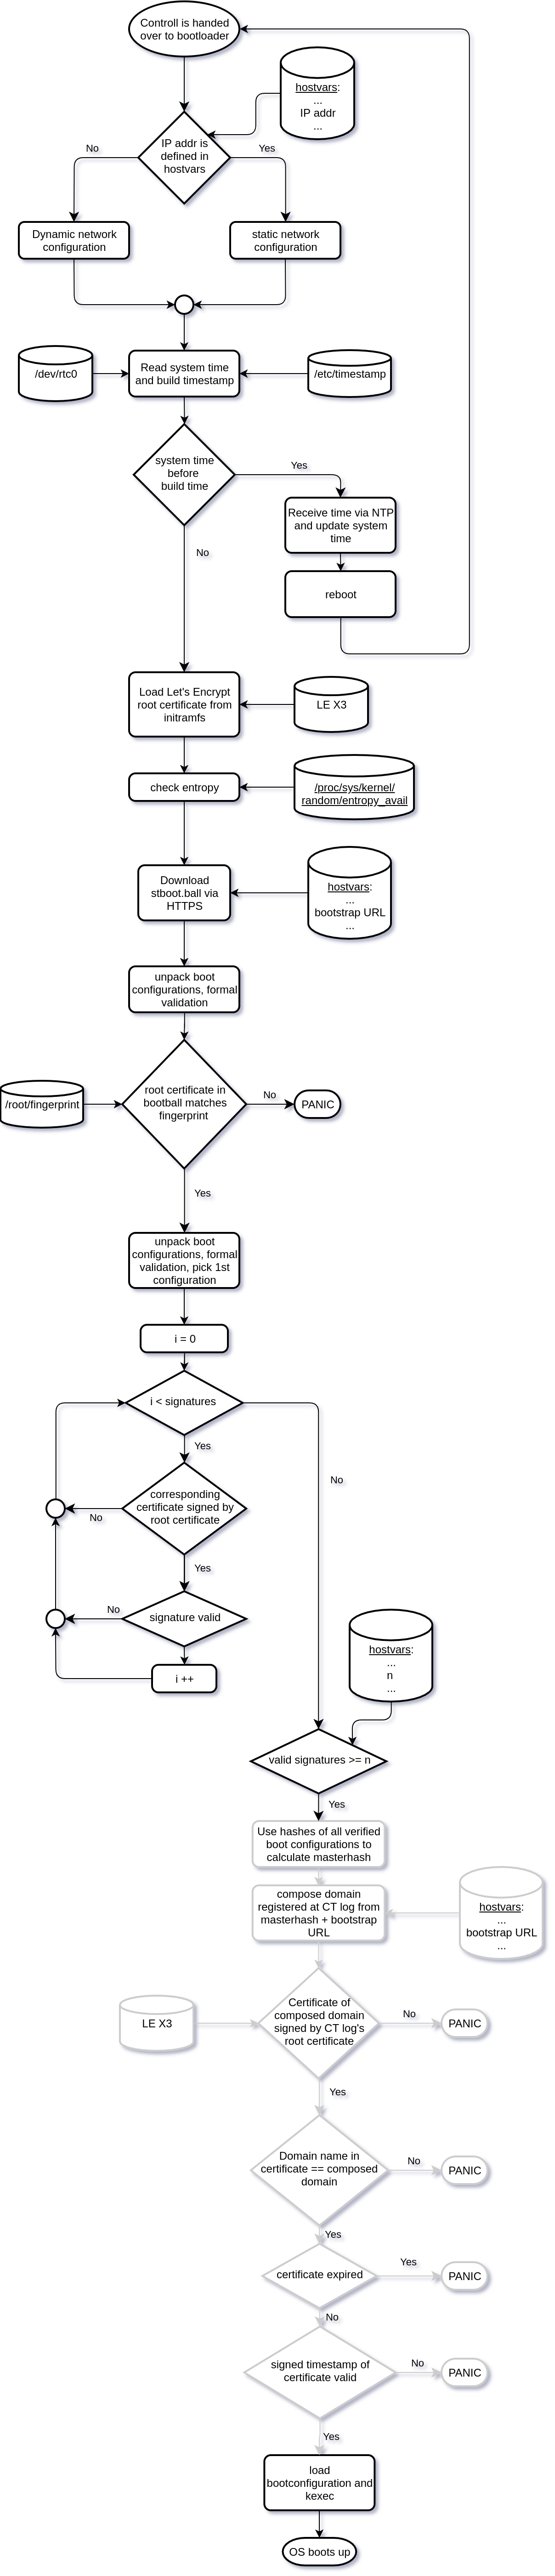 Controll is handed
over to bootloader
hostvars:
...
IP addr
...
IP addr is
defined in
hostvars
No
Yes
Dynamic network
configuration
static network
configuration
/dev/rtc0
Read system time
and build timestamp
/etc/timestamp
system time
before
build time
Yes
Receive time via NTP
and update system
time
No
reboot
Load Let's Encrypt
root certificate from
initramfs
LE X3
check entropy
/proc/sys/kernel/
random/entropy_avail
Download
stboot.ball via
HTTPS
hostvars:
...
bootstrap URL
...
unpack boot
configurations, formal
validation
/root/fingerprint
root certificate in
bootball matches
fingerprint
No
PANIC
Yes
unpack boot
configurations, formal
validation, pick 1st
configuration
i = 0
i < signatures
Yes
No
corresponding
certificate signed by
root certificate
No
Yes
No
signature valid
i ++
hostvars:
...
n
...
valid signatures >= n
Yes
Use hashes of all verified
boot configurations to
calculate masterhash
compose domain
registered at CT log from
masterhash + bootstrap
URL
hostvars:
...
bootstrap URL
...
LE X3
Certificate of
composed domain
signed by CT log's
root certificate
No
PANIC
Yes
Domain name in
certificate == composed
domain
No
PANIC
Yes
certificate expired
Yes
PANIC
No
signed timestamp of
certificate valid
No
PANIC
Yes
load
bootconfiguration and
kexec
OS boots up